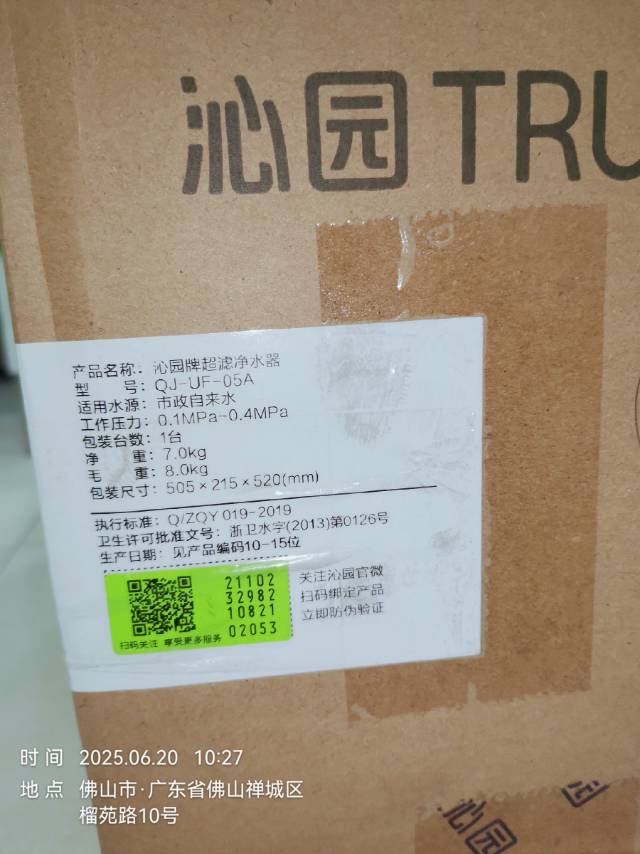 沁园 TRU
产品名称: 沁园牌超滤净水器
型 号: QJ-UF-05A
适用水源: 市政自来水
工作压力: 0.1MPa-0.4MPa
包装台数: 1台
净 重: 7.0kg
毛 重: 8.0kg
包装尺寸: 505×215×520(mm)
执行标准: Q/ZQY 019-2019
卫生许可批准文号: 浙卫水字(2013)第0126号
生产日期: 见产品编码10-15位
21102
32982
10821
02053
扫码关注 享受更多服务
关注沁园官微
扫码绑定产品
立即防伪验证
沁园
时间 2025.06.20 10:27
地点 佛山市·广东省佛山禅城区
榴苑路10号